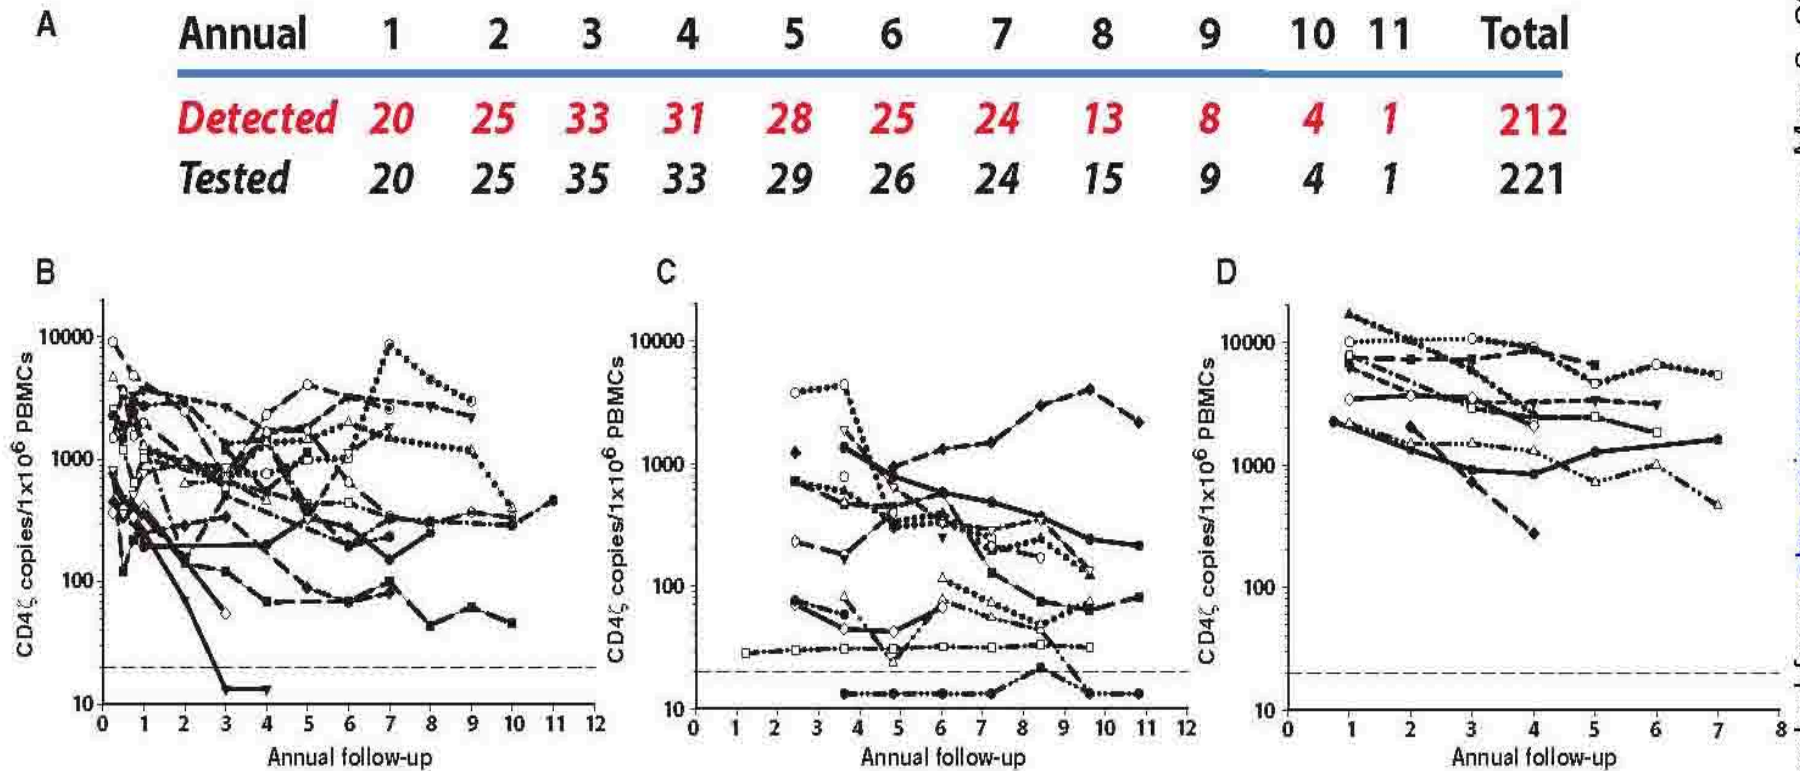 A
Annual 1 2 3 4 5 6 7 8 9 10 11 Total
Detected 20 25 33 31 28 25 24 13 8 4 1 212
Tested 20 25 35 33 29 26 24 15 9 4 1 221
B
CD4ζ copies/1x10⁶ PBMCs
10000
1000
100
10
0 1 2 3 4 5 6 7 8 9 10 11 12
Annual follow-up
C
CD4ζ copies/1x10⁶ PBMCs
10000
1000
100
10
0 1 2 3 4 5 6 7 8 9 10 11 12
Annual follow-up
D
CD4ζ copies/1x10⁶ PBMCs
10000
1000
100
10
0 1 2 3 4 5 6 7 8
Annual follow-up